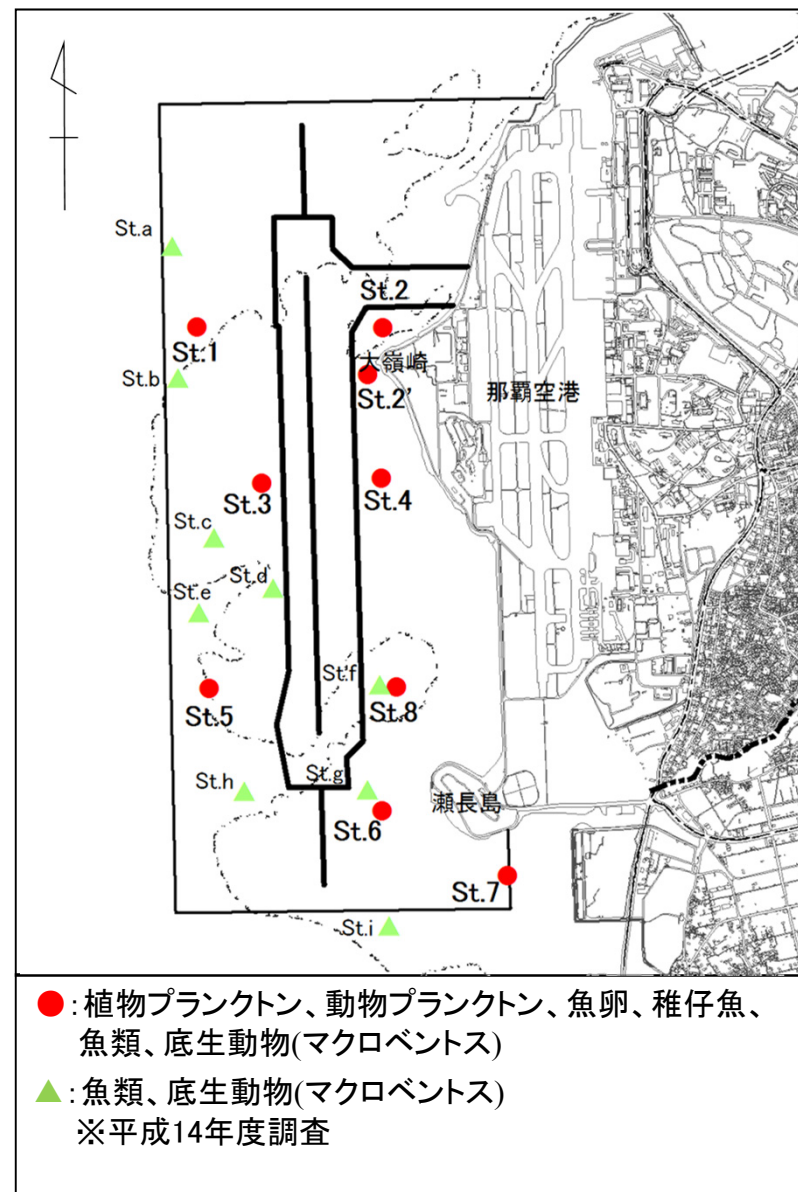 St.a
St.2
St.1
大嶺崎
St.b
St.2'
那覇空港
St.3
St.4
St.c
St.d
St.e
St.f
St.5
St.8
St.h
St.g
瀬長島
St.6
St.7
St.i
●:植物プランクトン、動物プランクトン、魚卵、稚仔魚、
魚類、底生動物(マクロベントス)
▲:魚類、底生動物(マクロベントス)
※平成14年度調査